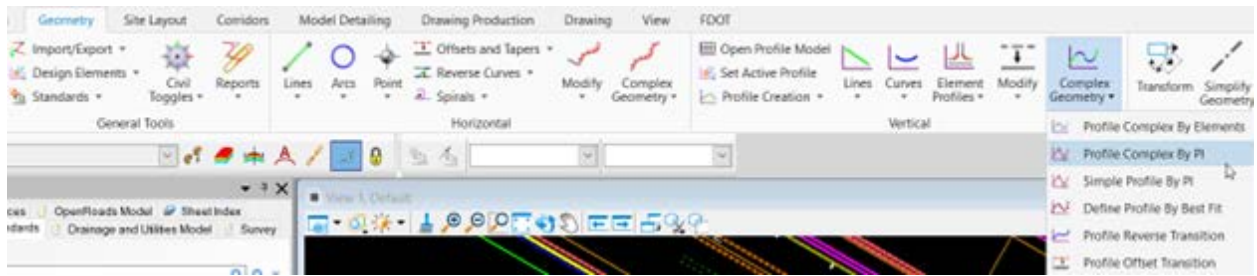 Geometry Site Layout Corridors Model Detailing Drawing Production Drawing View FDOT
Import/Export
Design Elements
Standards
Civil Toggles
Reports
General Tools
Lines
Arcs
Point
Offsets and Tapers
Reverse Curves
Spirals
Modify
Complex Geometry
Horizontal
Open Profile Model
Set Active Profile
Profile Creation
Lines
Curves
Element Profiles
Modify
Complex Geometry
Vertical
Transform
Simplify Geometry
Profile Complex By Elements
Profile Complex By PI
Simple Profile By PI
Define Profile By Best Fit
Profile Reverse Transition
Profile Offset Transition
View 1, Default
OpenRoads Model Sheet Index
Drainage and Utilities Model Survey